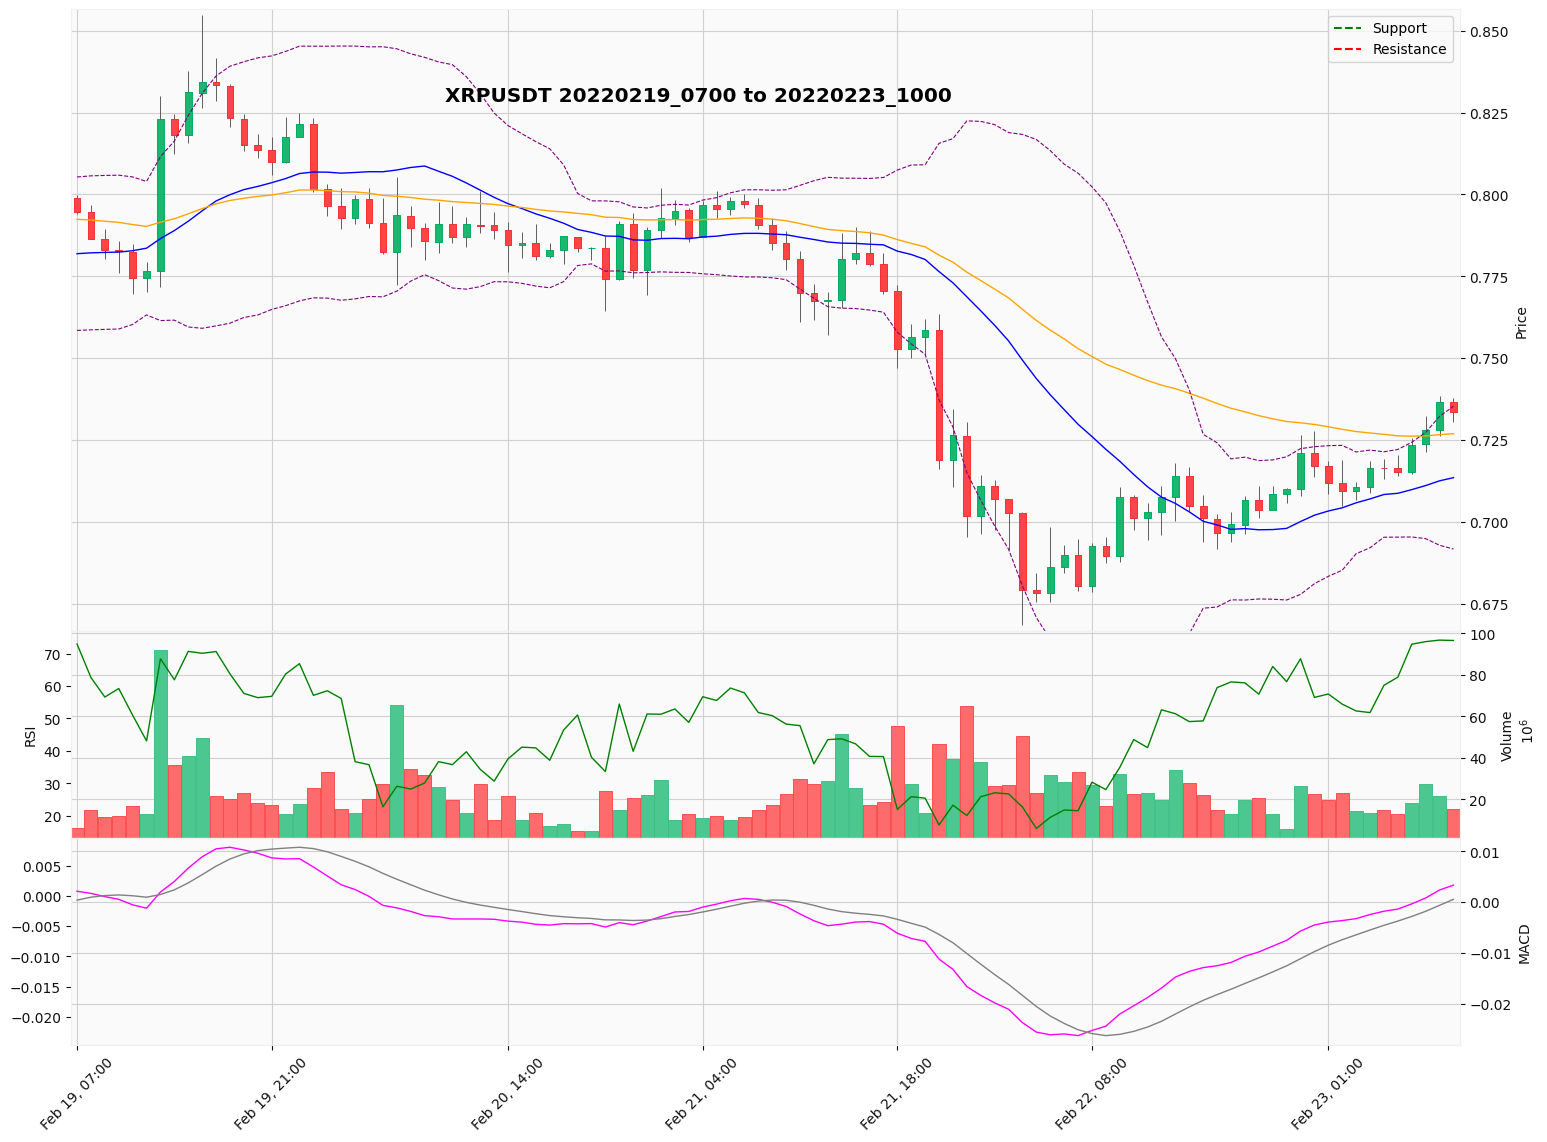 XRPUSDT 20220219_0700 to 20220223_1000
Support
Resistance
0.850
0.825
0.800
0.775
0.750
0.725
0.700
0.675
Price
70
60
50
40
30
20
RSI
100
80
60
40
20
Volume
10^6
0.005
0.000
−0.005
−0.010
−0.015
−0.020
0.01
0.00
−0.01
−0.02
MACD
Feb 19, 07:00
Feb 19, 21:00
Feb 20, 14:00
Feb 21, 04:00
Feb 21, 18:00
Feb 22, 08:00
Feb 23, 01:00